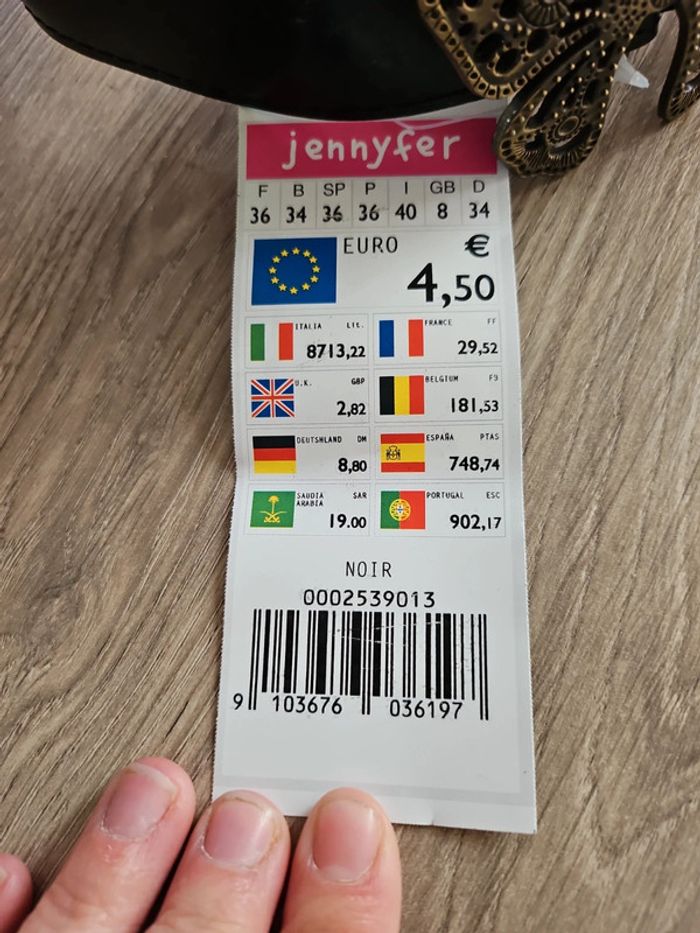 jennyfer
F B SP P I GB D
36 34 36 36 40 8 34
EURO €
4,50
ITALIA Lit. FRANCE FF
8713,22 29,52
U.K. GBP BELGIUM FB
2,82 181,53
DEUTSHLAND DM ESPAÑA PTAS
8,80 748,74
SAUDIA ARABIA SAR PORTUGAL ESC
19.00 902,17
NOIR
0002539013
9 103676 036197